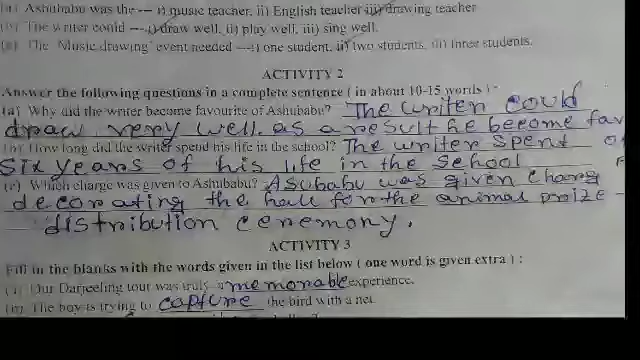 (a) Ashubabu was the --- i) music teacher, ii) English teacher iii) drawing teacher
(b) The writer could --- i) draw well, ii) play well, iii) sing well.
(c) The 'Music drawing' event needed --- i) one student, ii) two students, iii) three students.
ACTIVITY 2
Answer the following questions in a complete sentence ( in about 10-15 words ) :
(a) Why did the writer become favourite of Ashubabu? The writer could
draw very well as a result he become fav
(b) How long did the writer spend his life in the school? The writer spent
six years of his life in the school
(c) Which charge was given to Ashubabu? Asubabu was given charg
decorating the hall for the animal prize -
distribution ceremony.
ACTIVITY 3
Fill in the blanks with the words given in the list below ( one word is given extra ) :
(i) Our Darjeeling tour was truly a memorable experience.
(ii) The boy is trying to capture the bird with a net.